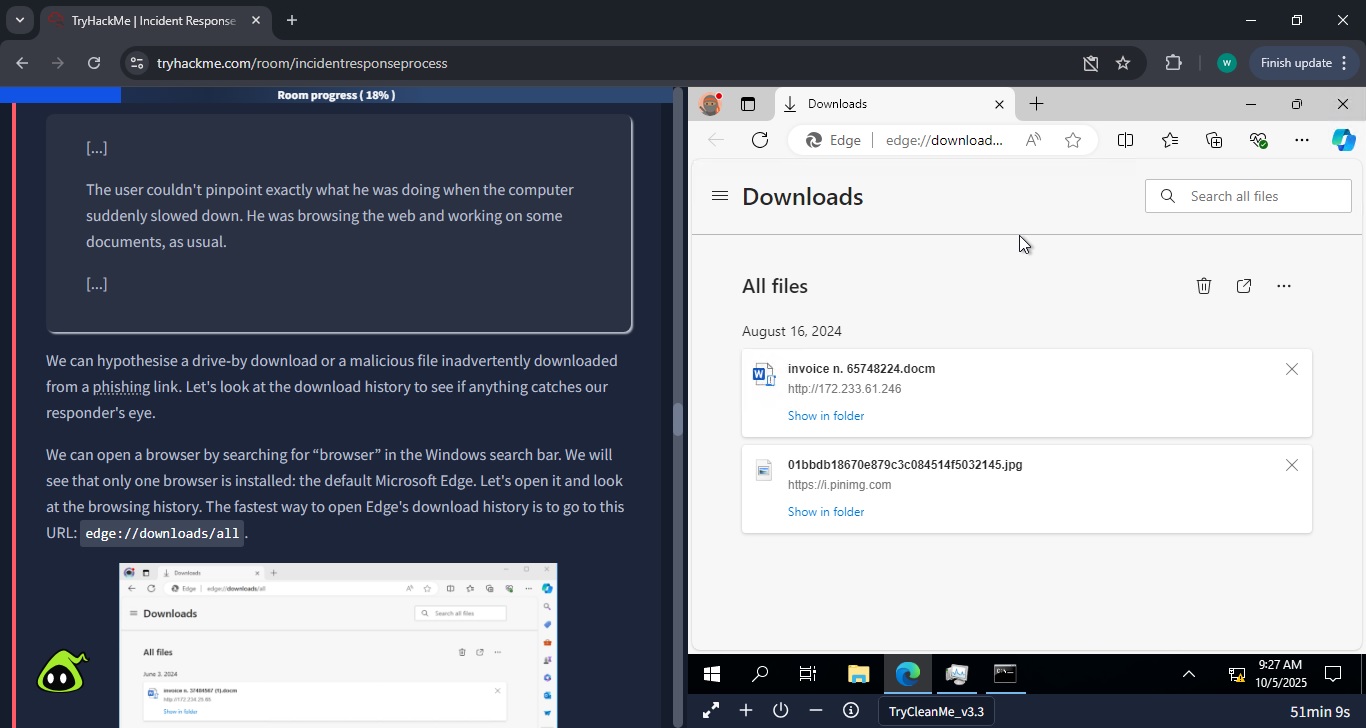 TryHackMe | Incident Response
tryhackme.com/room/incidentresponseprocess
W
Finish update
Room progress ( 18% )
[...]
The user couldn't pinpoint exactly what he was doing when the computer
suddenly slowed down. He was browsing the web and working on some
documents, as usual.
[...]
We can hypothesise a drive-by download or a malicious file inadvertently downloaded
from a phishing link. Let's look at the download history to see if anything catches our
responder's eye.
We can open a browser by searching for “browser” in the Windows search bar. We will
see that only one browser is installed: the default Microsoft Edge. Let's open it and look
at the browsing history. The fastest way to open Edge's download history is to go to this
URL: edge://downloads/all.
Downloads
Edge edge://downloads/all
Downloads
Search all files
All files
June 3, 2024
Show in folder
Downloads
Edge edge://download...
Downloads
Search all files
All files
August 16, 2024
invoice n. 65748224.docm
http://172.233.61.246
Show in folder
01bbdb18670e879c3c084514f5032145.jpg
https://i.pinimg.com
Show in folder
9:27 AM
10/5/2025
TryCleanMe_v3.3
51min 9s